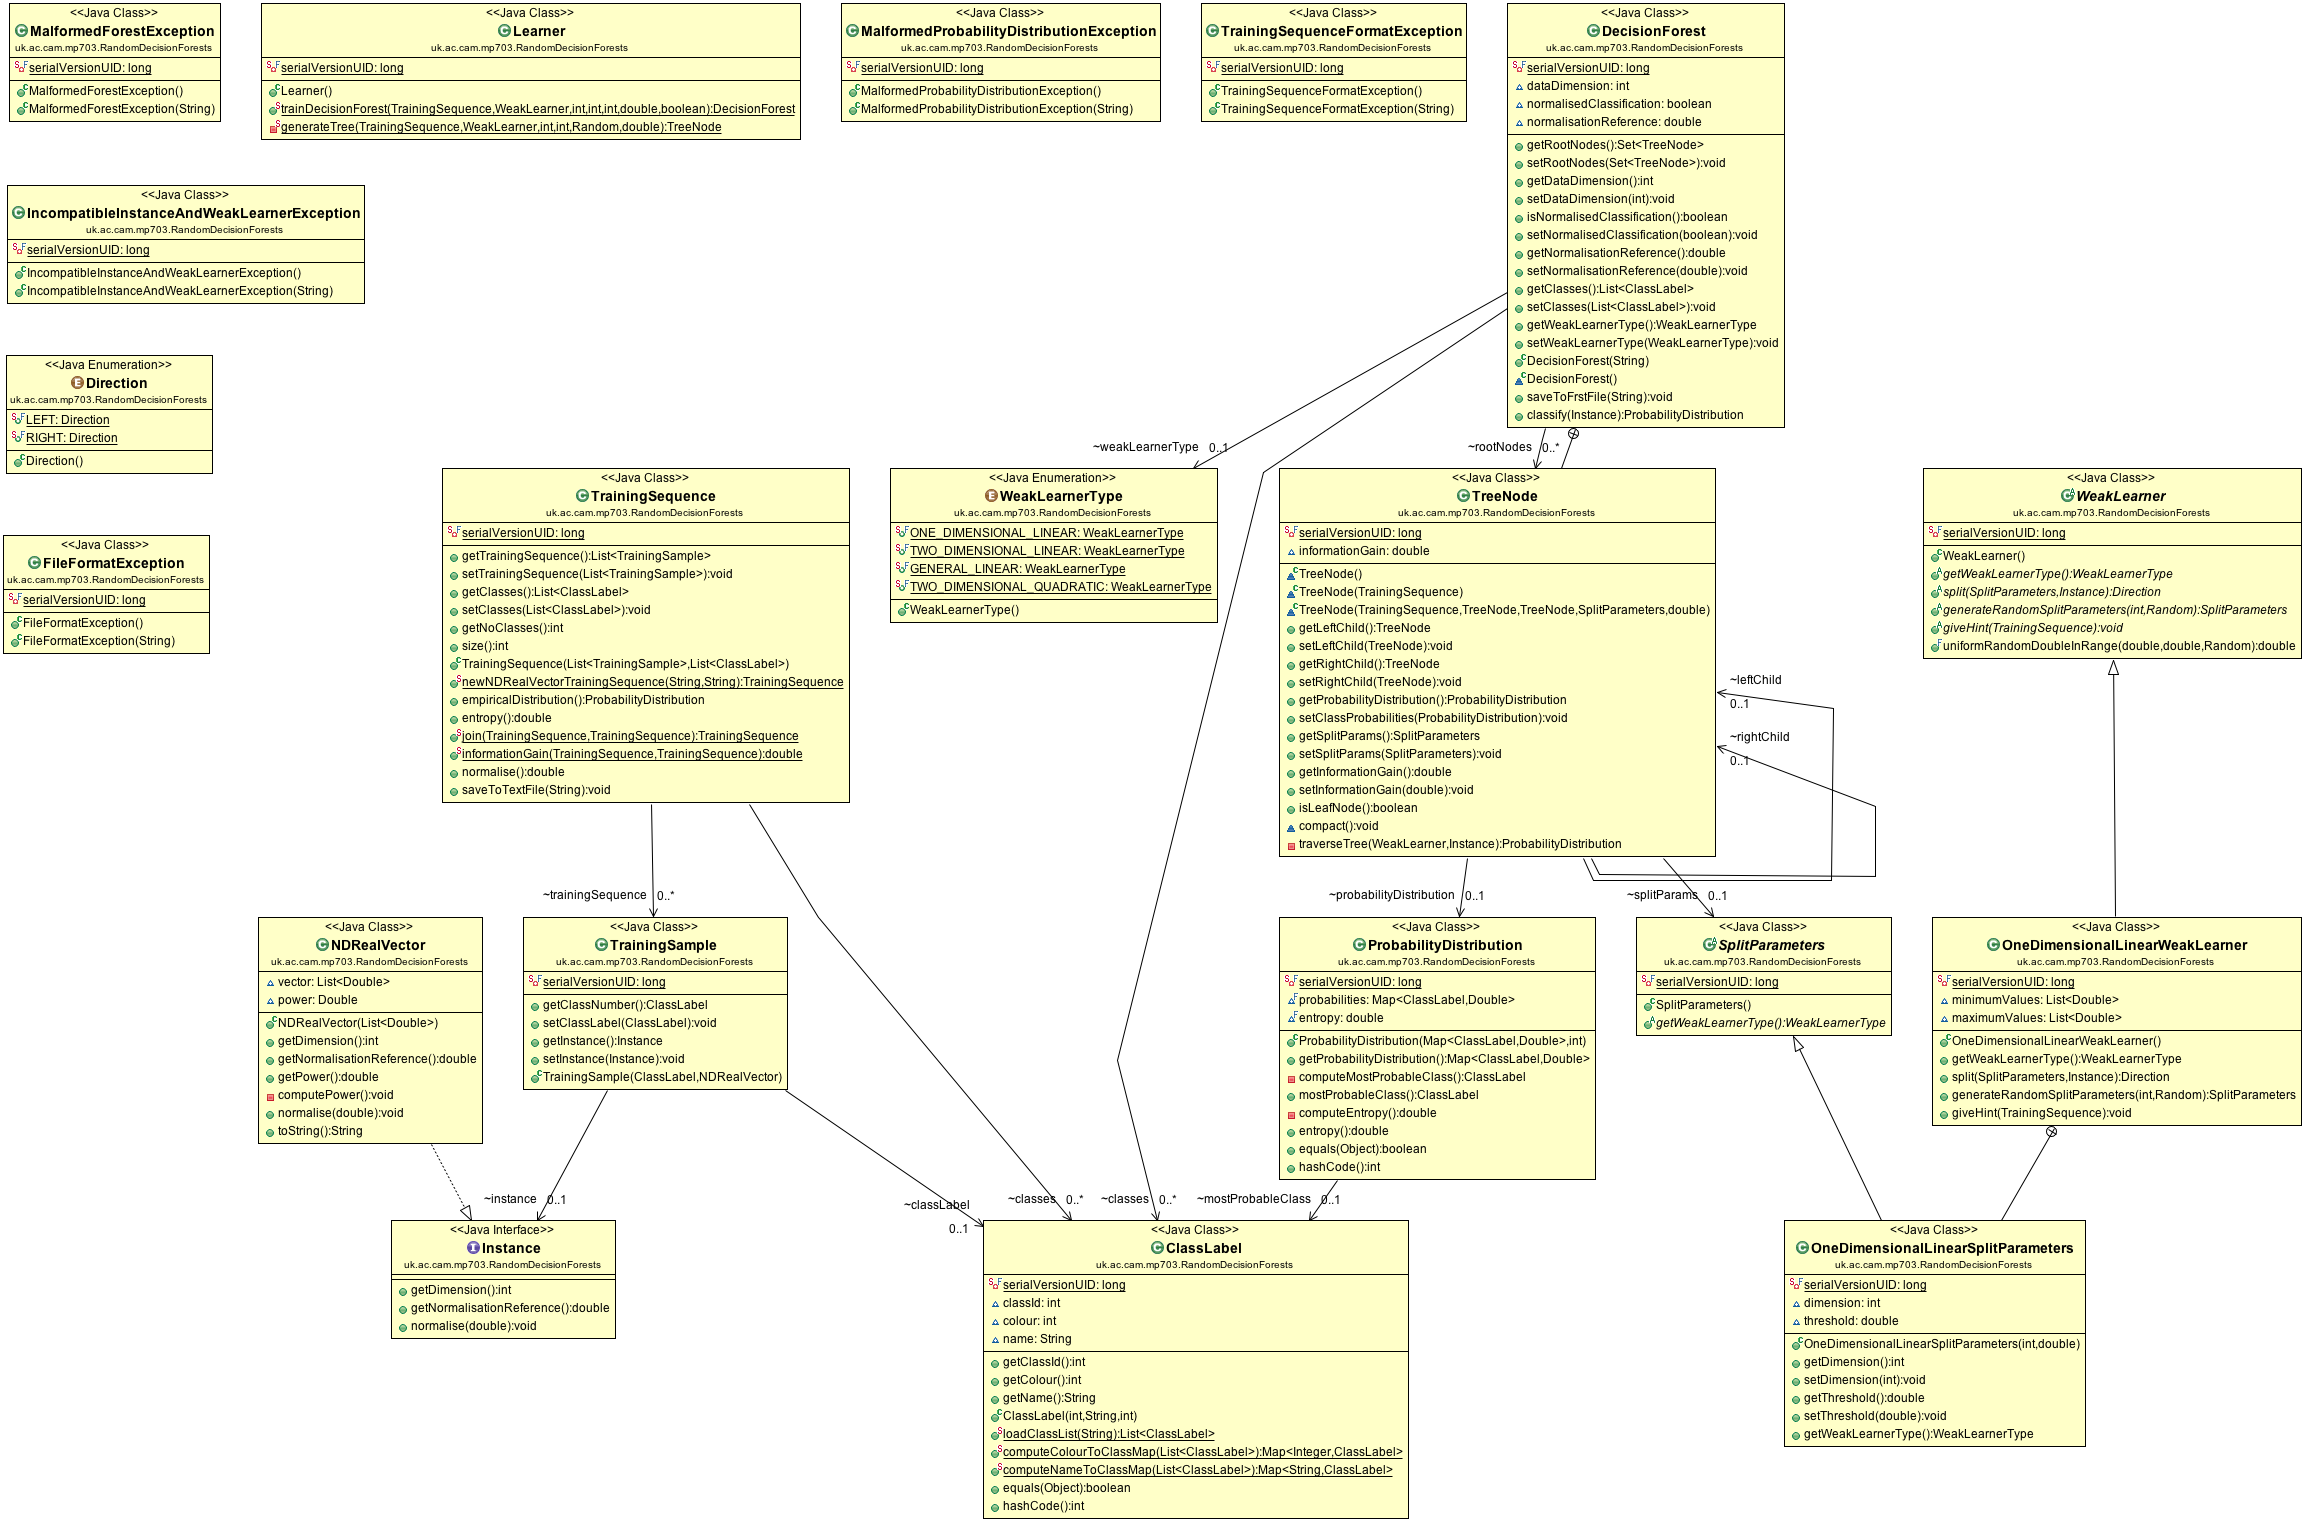 <<Java Class>>
MalformedForestException
uk.ac.cam.mp703.RandomDecisionForests
serialVersionUID: long
MalformedForestException()
MalformedForestException(String)
<<Java Class>>
Learner
uk.ac.cam.mp703.RandomDecisionForests
serialVersionUID: long
Learner()
trainDecisionForest(TrainingSequence,WeakLearner,int,int,int,double,boolean):DecisionForest
generateTree(TrainingSequence,WeakLearner,int,int,Random,double):TreeNode
<<Java Class>>
MalformedProbabilityDistributionException
uk.ac.cam.mp703.RandomDecisionForests
serialVersionUID: long
MalformedProbabilityDistributionException()
MalformedProbabilityDistributionException(String)
<<Java Class>>
TrainingSequenceFormatException
uk.ac.cam.mp703.RandomDecisionForests
serialVersionUID: long
TrainingSequenceFormatException()
TrainingSequenceFormatException(String)
<<Java Class>>
DecisionForest
uk.ac.cam.mp703.RandomDecisionForests
serialVersionUID: long
dataDimension: int
normalisedClassification: boolean
normalisationReference: double
getRootNodes():Set<TreeNode>
setRootNodes(Set<TreeNode>):void
getDataDimension():int
setDataDimension(int):void
isNormalisedClassification():boolean
setNormalisedClassification(boolean):void
getNormalisationReference():double
setNormalisationReference(double):void
getClasses():List<ClassLabel>
setClasses(List<ClassLabel>):void
getWeakLearnerType():WeakLearnerType
setWeakLearnerType(WeakLearnerType):void
DecisionForest(String)
DecisionForest()
saveToFrstFile(String):void
classify(Instance):ProbabilityDistribution
<<Java Class>>
IncompatibleInstanceAndWeakLearnerException
uk.ac.cam.mp703.RandomDecisionForests
serialVersionUID: long
IncompatibleInstanceAndWeakLearnerException()
IncompatibleInstanceAndWeakLearnerException(String)
<<Java Enumeration>>
Direction
uk.ac.cam.mp703.RandomDecisionForests
LEFT: Direction
RIGHT: Direction
Direction()
~weakLearnerType 0..1
~rootNodes 0..*
<<Java Class>>
FileFormatException
uk.ac.cam.mp703.RandomDecisionForests
serialVersionUID: long
FileFormatException()
FileFormatException(String)
<<Java Class>>
TrainingSequence
uk.ac.cam.mp703.RandomDecisionForests
serialVersionUID: long
getTrainingSequence():List<TrainingSample>
setTrainingSequence(List<TrainingSample>):void
getClasses():List<ClassLabel>
setClasses(List<ClassLabel>):void
getNoClasses():int
size():int
TrainingSequence(List<TrainingSample>,List<ClassLabel>)
newNDRealVectorTrainingSequence(String,String):TrainingSequence
empiricalDistribution():ProbabilityDistribution
entropy():double
join(TrainingSequence,TrainingSequence):TrainingSequence
informationGain(TrainingSequence,TrainingSequence):double
normalise():double
saveToTextFile(String):void
<<Java Enumeration>>
WeakLearnerType
uk.ac.cam.mp703.RandomDecisionForests
ONE_DIMENSIONAL_LINEAR: WeakLearnerType
TWO_DIMENSIONAL_LINEAR: WeakLearnerType
GENERAL_LINEAR: WeakLearnerType
TWO_DIMENSIONAL_QUADRATIC: WeakLearnerType
WeakLearnerType()
<<Java Class>>
TreeNode
uk.ac.cam.mp703.RandomDecisionForests
serialVersionUID: long
informationGain: double
TreeNode()
TreeNode(TrainingSequence)
TreeNode(TrainingSequence,TreeNode,TreeNode,SplitParameters,double)
getLeftChild():TreeNode
setLeftChild(TreeNode):void
getRightChild():TreeNode
setRightChild(TreeNode):void
getProbabilityDistribution():ProbabilityDistribution
setClassProbabilities(ProbabilityDistribution):void
getSplitParams():SplitParameters
setSplitParams(SplitParameters):void
getInformationGain():double
setInformationGain(double):void
isLeafNode():boolean
compact():void
traverseTree(WeakLearner,Instance):ProbabilityDistribution
~leftChild
0..1
~rightChild
0..1
<<Java Class>>
WeakLearner
uk.ac.cam.mp703.RandomDecisionForests
serialVersionUID: long
WeakLearner()
getWeakLearnerType():WeakLearnerType
split(SplitParameters,Instance):Direction
generateRandomSplitParameters(int,Random):SplitParameters
giveHint(TrainingSequence):void
uniformRandomDoubleInRange(double,double,Random):double
~trainingSequence 0..*
~probabilityDistribution 0..1
~splitParams 0..1
<<Java Class>>
NDRealVector
uk.ac.cam.mp703.RandomDecisionForests
vector: List<Double>
power: Double
NDRealVector(List<Double>)
getDimension():int
getNormalisationReference():double
getPower():double
computePower():void
normalise(double):void
toString():String
<<Java Class>>
TrainingSample
uk.ac.cam.mp703.RandomDecisionForests
serialVersionUID: long
getClassNumber():ClassLabel
setClassLabel(ClassLabel):void
getInstance():Instance
setInstance(Instance):void
TrainingSample(ClassLabel,NDRealVector)
<<Java Class>>
ProbabilityDistribution
uk.ac.cam.mp703.RandomDecisionForests
serialVersionUID: long
probabilities: Map<ClassLabel,Double>
entropy: double
ProbabilityDistribution(Map<ClassLabel,Double>,int)
getProbabilityDistribution():Map<ClassLabel,Double>
computeMostProbableClass():ClassLabel
mostProbableClass():ClassLabel
computeEntropy():double
entropy():double
equals(Object):boolean
hashCode():int
<<Java Class>>
SplitParameters
uk.ac.cam.mp703.RandomDecisionForests
serialVersionUID: long
SplitParameters()
getWeakLearnerType():WeakLearnerType
<<Java Class>>
OneDimensionalLinearWeakLearner
uk.ac.cam.mp703.RandomDecisionForests
serialVersionUID: long
minimumValues: List<Double>
maximumValues: List<Double>
OneDimensionalLinearWeakLearner()
getWeakLearnerType():WeakLearnerType
split(SplitParameters,Instance):Direction
generateRandomSplitParameters(int,Random):SplitParameters
giveHint(TrainingSequence):void
~instance 0..1
~classLabel
0..1
~classes 0..*
~classes 0..*
~mostProbableClass 0..1
<<Java Interface>>
Instance
uk.ac.cam.mp703.RandomDecisionForests
getDimension():int
getNormalisationReference():double
normalise(double):void
<<Java Class>>
ClassLabel
uk.ac.cam.mp703.RandomDecisionForests
serialVersionUID: long
classId: int
colour: int
name: String
getClassId():int
getColour():int
getName():String
ClassLabel(int,String,int)
loadClassList(String):List<ClassLabel>
computeColourToClassMap(List<ClassLabel>):Map<Integer,ClassLabel>
computeNameToClassMap(List<ClassLabel>):Map<String,ClassLabel>
equals(Object):boolean
hashCode():int
<<Java Class>>
OneDimensionalLinearSplitParameters
uk.ac.cam.mp703.RandomDecisionForests
serialVersionUID: long
dimension: int
threshold: double
OneDimensionalLinearSplitParameters(int,double)
getDimension():int
setDimension(int):void
getThreshold():double
setThreshold(double):void
getWeakLearnerType():WeakLearnerType